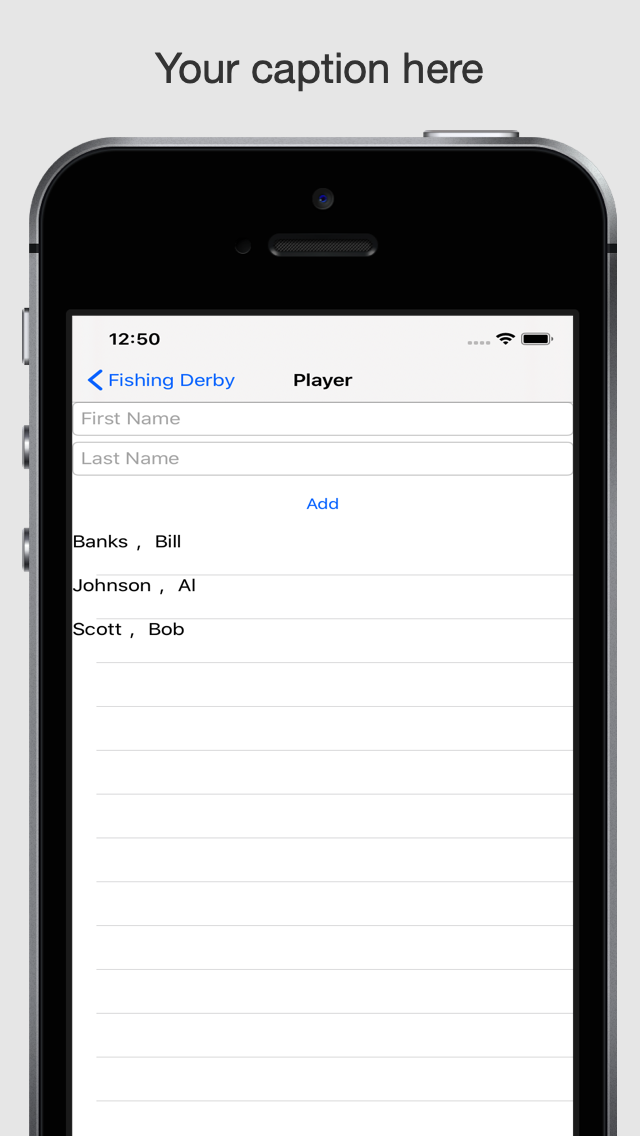 Your caption here
12:50
Fishing Derby Player
First Name
Last Name
Add
Banks , Bill
Johnson , Al
Scott , Bob